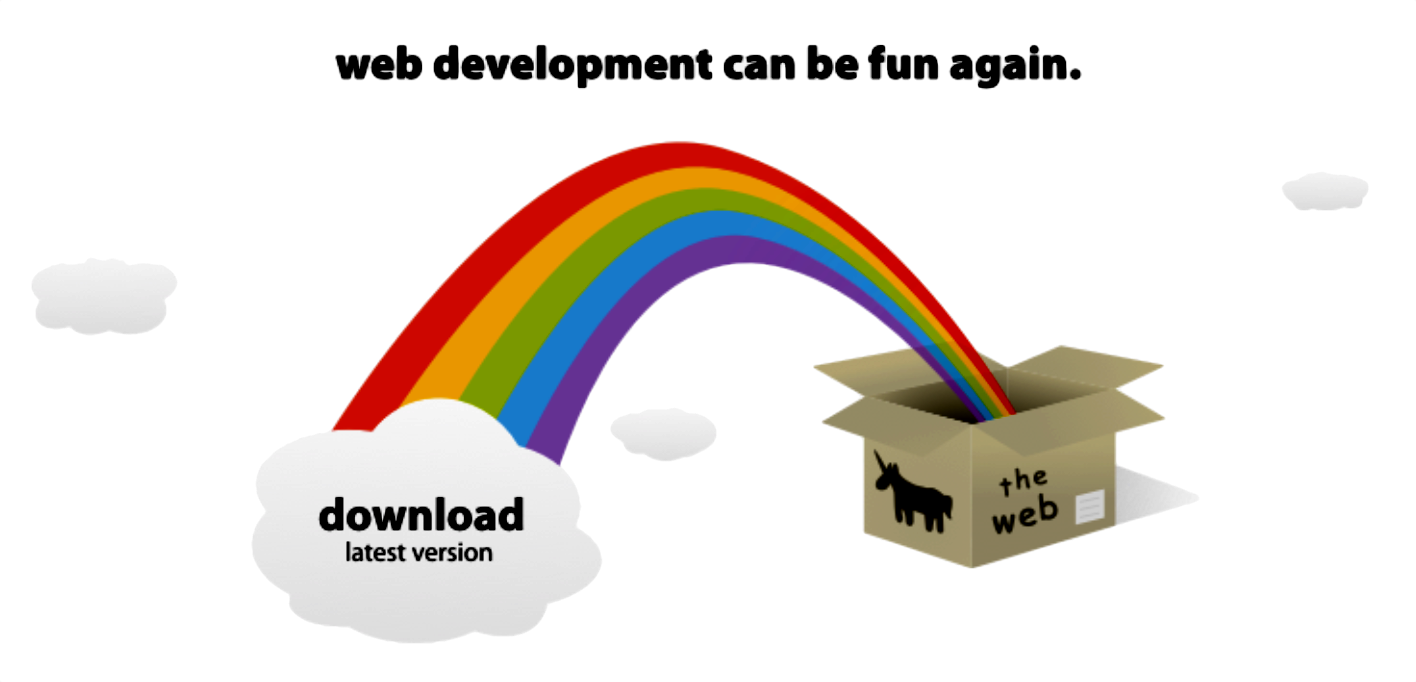 web development can be fun again.
download
latest version
the
web